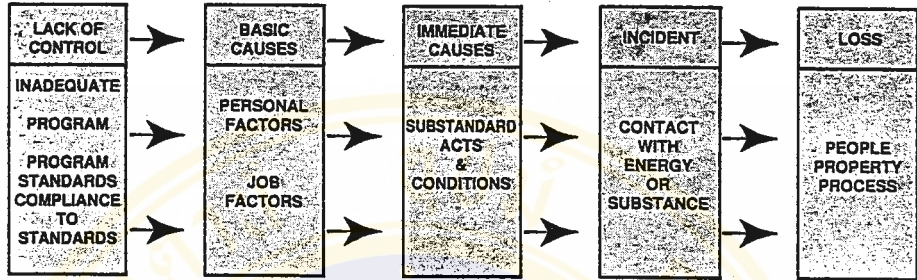 LACK OF
CONTROL
INADEQUATE
PROGRAM
PROGRAM
STANDARDS
COMPLIANCE
TO
STANDARDS
BASIC
CAUSES
PERSONAL
FACTORS
JOB
FACTORS
IMMEDIATE
CAUSES
SUBSTANDARD
ACTS
&
CONDITIONS
INCIDENT
CONTACT
WITH
ENERGY
OR
SUBSTANCE
LOSS
PEOPLE
PROPERTY
PROCESS